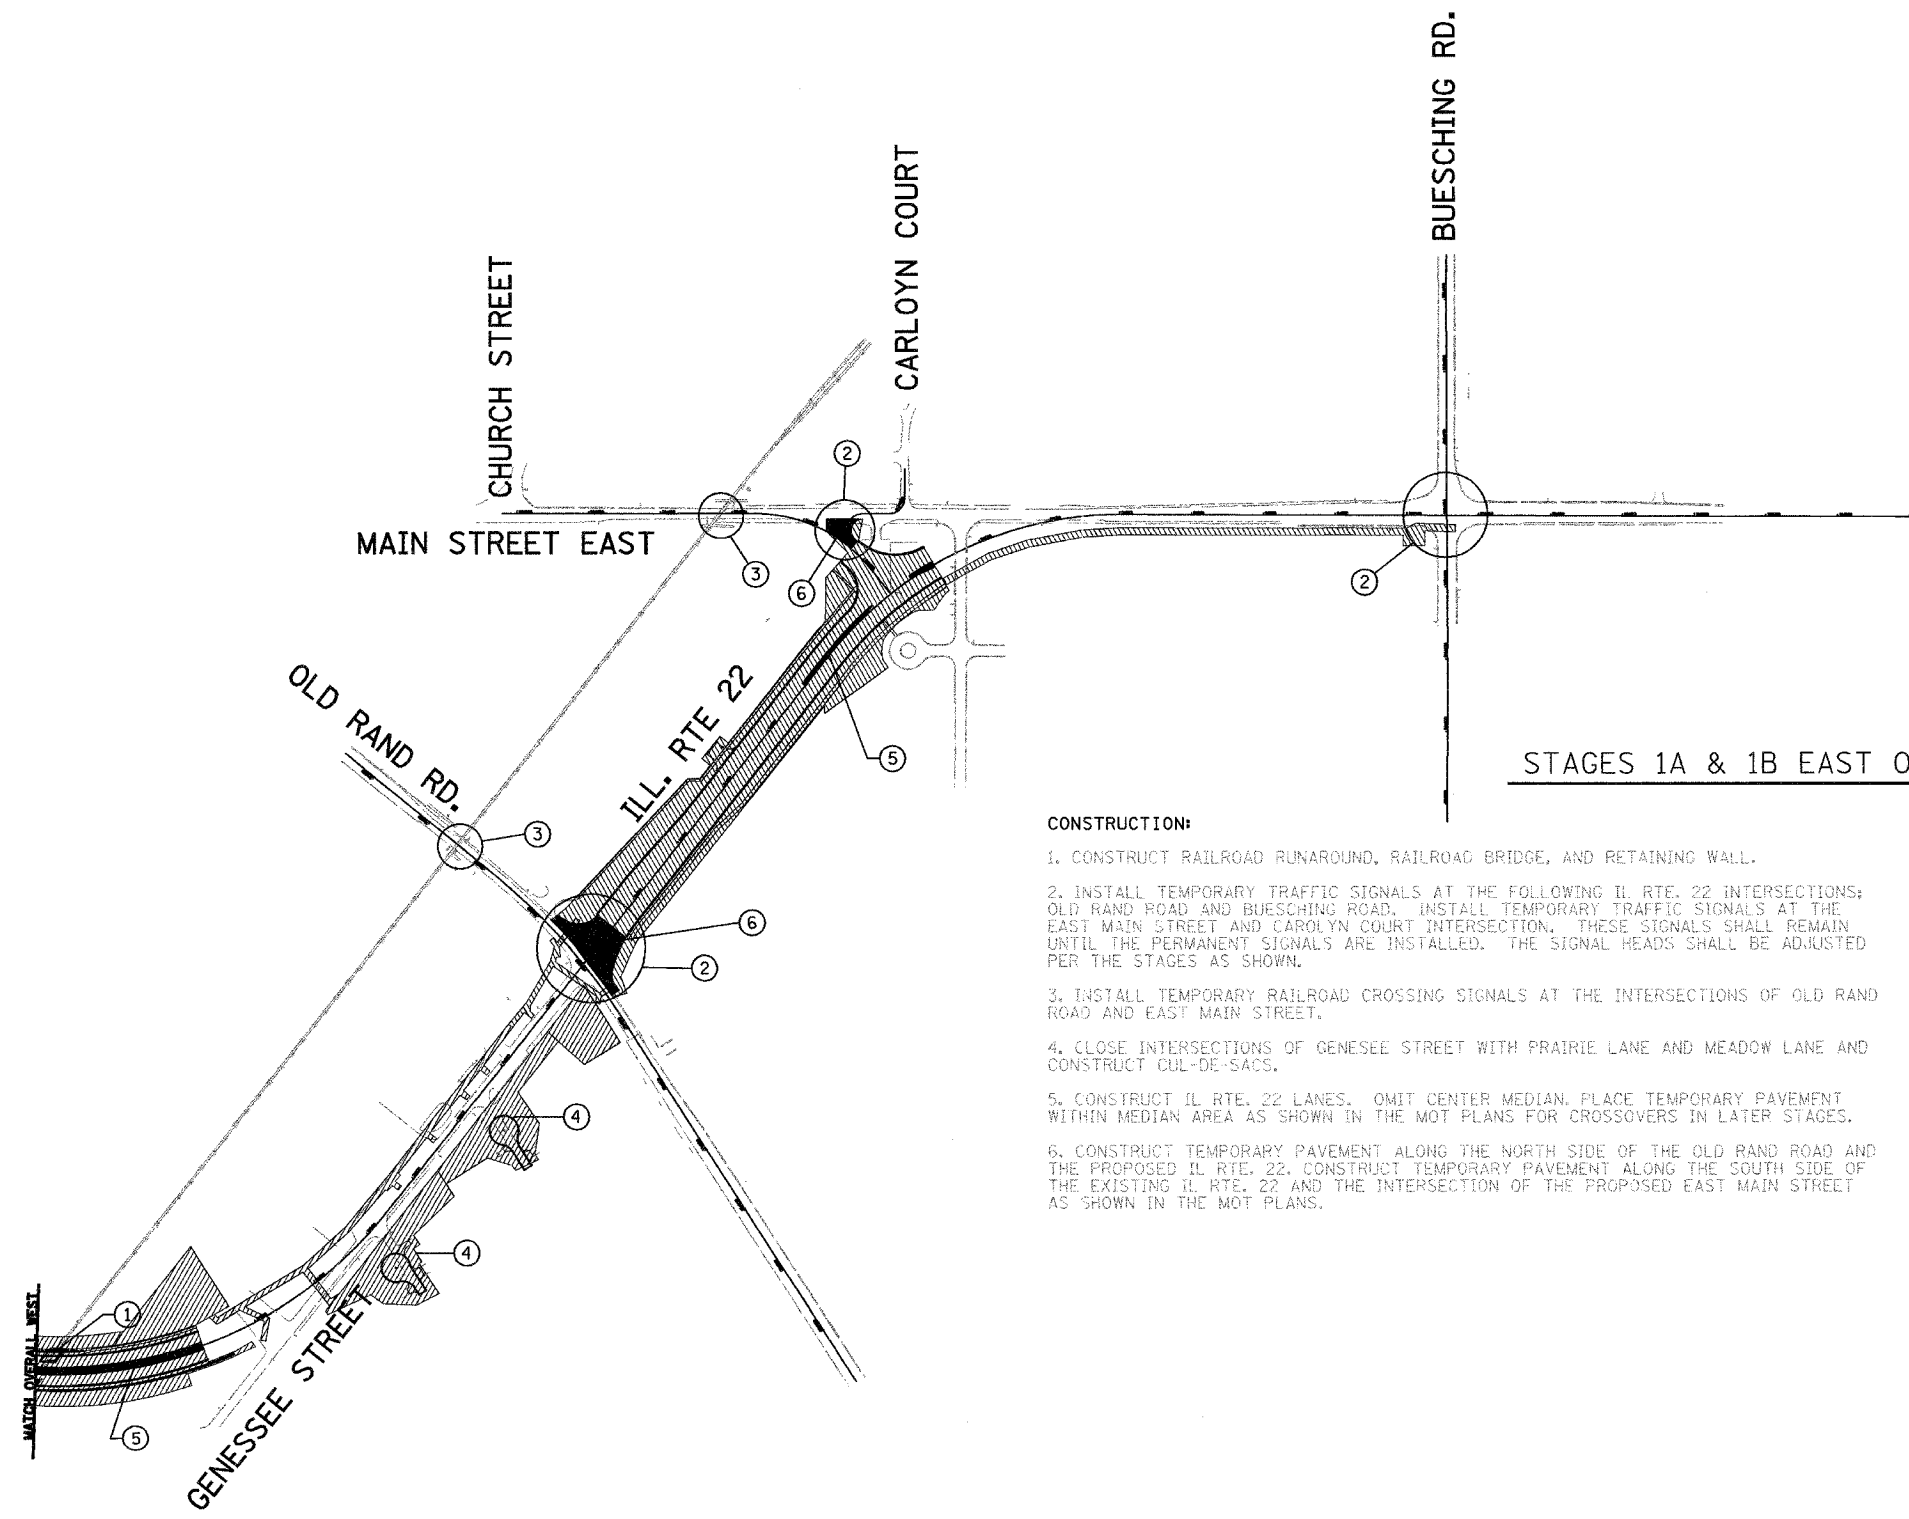 BUESCHING RD.
CARLOYN COURT
CHURCH STREET
2
MAIN STREET EAST
3
6
2
OLD RAND RD.
ILL. RTE 22
5
STAGES 1A & 1B EAST O
3
6
2
4
4
1
MATCH OVERALL WEST
5
GENESSEE STREET
CONSTRUCTION:
1. CONSTRUCT RAILROAD RUNAROUND, RAILROAD BRIDGE, AND RETAINING WALL.
2. INSTALL TEMPORARY TRAFFIC SIGNALS AT THE FOLLOWING IL RTE. 22 INTERSECTIONS;
OLD RAND ROAD AND BUESCHING ROAD. INSTALL TEMPORARY TRAFFIC SIGNALS AT THE
EAST MAIN STREET AND CAROLYN COURT INTERSECTION. THESE SIGNALS SHALL REMAIN
UNTIL THE PERMANENT SIGNALS ARE INSTALLED. THE SIGNAL HEADS SHALL BE ADJUSTED
PER THE STAGES AS SHOWN.
3. INSTALL TEMPORARY RAILROAD CROSSING SIGNALS AT THE INTERSECTIONS OF OLD RAND
ROAD AND EAST MAIN STREET.
4. CLOSE INTERSECTIONS OF GENESEE STREET WITH PRAIRIE LANE AND MEADOW LANE AND
CONSTRUCT CUL-DE-SACS.
5. CONSTRUCT IL RTE. 22 LANES. OMIT CENTER MEDIAN. PLACE TEMPORARY PAVEMENT
WITHIN MEDIAN AREA AS SHOWN IN THE MOT PLANS FOR CROSSOVERS IN LATER STAGES.
6. CONSTRUCT TEMPORARY PAVEMENT ALONG THE NORTH SIDE OF THE OLD RAND ROAD AND
THE PROPOSED IL RTE. 22. CONSTRUCT TEMPORARY PAVEMENT ALONG THE SOUTH SIDE OF
THE EXISTING IL RTE. 22 AND THE INTERSECTION OF THE PROPOSED EAST MAIN STREET
AS SHOWN IN THE MOT PLANS.